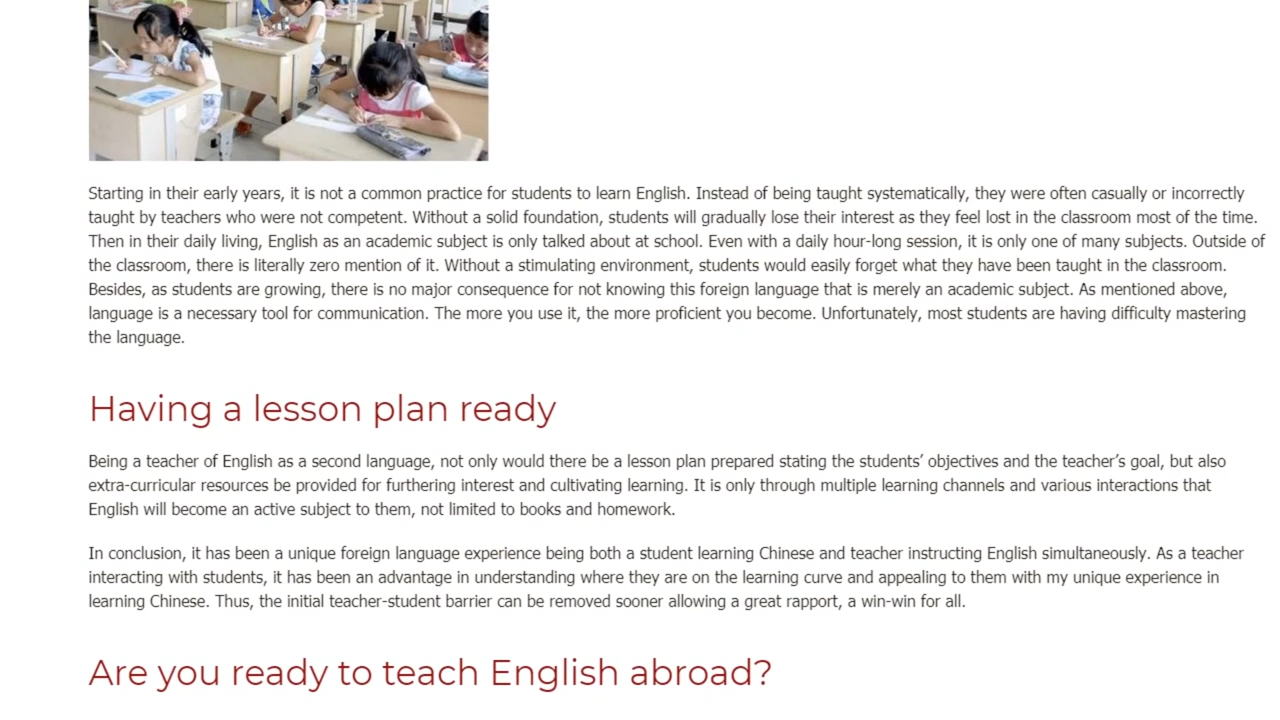 Starting in their early years, it is not a common practice for students to learn English. Instead of being taught systematically, they were often casually or incorrectly
taught by teachers who were not competent. Without a solid foundation, students will gradually lose their interest as they feel lost in the classroom most of the time.
Then in their daily living, English as an academic subject is only talked about at school. Even with a daily hour-long session, it is only one of many subjects. Outside of
the classroom, there is literally zero mention of it. Without a stimulating environment, students would easily forget what they have been taught in the classroom.
Besides, as students are growing, there is no major consequence for not knowing this foreign language that is merely an academic subject. As mentioned above,
language is a necessary tool for communication. The more you use it, the more proficient you become. Unfortunately, most students are having difficulty mastering
the language.
Having a lesson plan ready
Being a teacher of English as a second language, not only would there be a lesson plan prepared stating the students’ objectives and the teacher’s goal, but also
extra-curricular resources be provided for furthering interest and cultivating learning. It is only through multiple learning channels and various interactions that
English will become an active subject to them, not limited to books and homework.
In conclusion, it has been a unique foreign language experience being both a student learning Chinese and teacher instructing English simultaneously. As a teacher
interacting with students, it has been an advantage in understanding where they are on the learning curve and appealing to them with my unique experience in
learning Chinese. Thus, the initial teacher-student barrier can be removed sooner allowing a great rapport, a win-win for all.
Are you ready to teach English abroad?